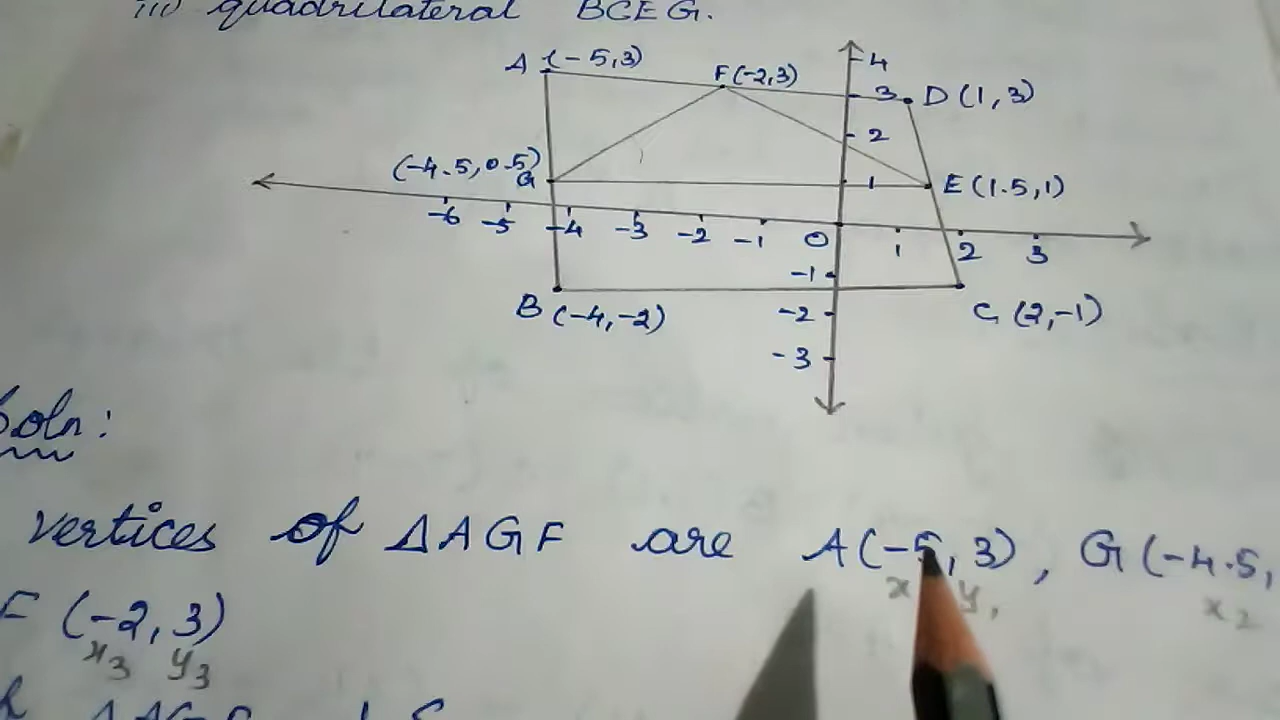 iii) quadrilateral BCEG.
A (-5,3)
F(-2,3)
4
3
D (1, 3)
2
(-4.5, 0.5)
G
1
E (1.5, 1)
-6 -5 -4 -3 -2 -1 0 1 2 3
-1
B (-4, -2)
-2
C (2, -1)
-3
Soln:
vertices of ΔAGF are A(-5, 3), G(-4.5,
x y, x2
F (-2, 3)
x3 y3